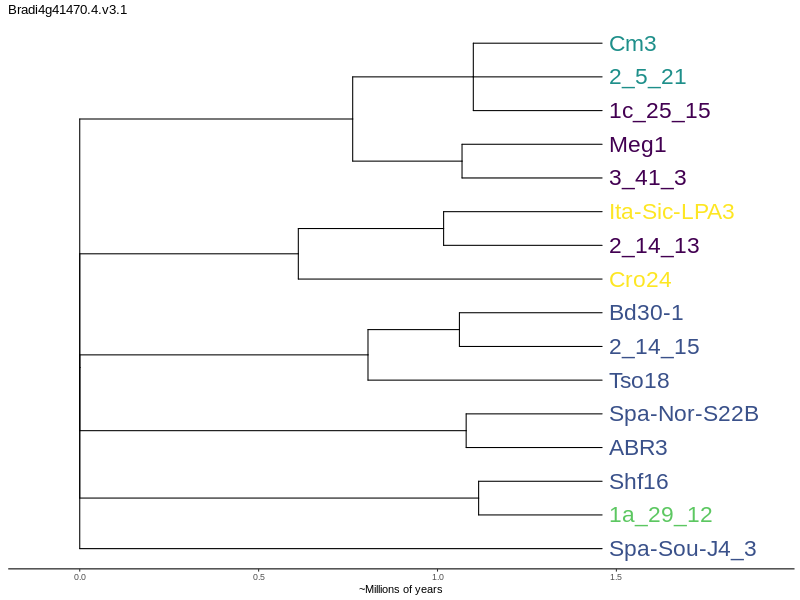 Bradi4g41470.4.v3.1
Cm3
2_5_21
1c_25_15
Meg1
3_41_3
Ita-Sic-LPA3
2_14_13
Cro24
Bd30-1
2_14_15
Tso18
Spa-Nor-S22B
ABR3
Shf16
1a_29_12
Spa-Sou-J4_3
0.0 0.5 1.0 1.5
~Millions of years